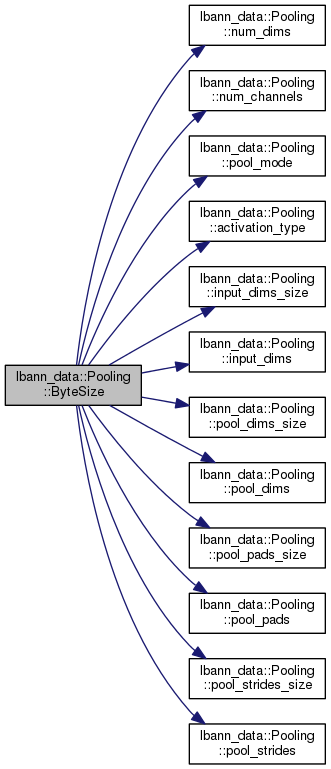 lbann_data::Pooling
::num_dims
lbann_data::Pooling
::num_channels
lbann_data::Pooling
::pool_mode
lbann_data::Pooling
::activation_type
lbann_data::Pooling
::input_dims_size
lbann_data::Pooling
::input_dims
lbann_data::Pooling
::ByteSize
lbann_data::Pooling
::pool_dims_size
lbann_data::Pooling
::pool_dims
lbann_data::Pooling
::pool_pads_size
lbann_data::Pooling
::pool_pads
lbann_data::Pooling
::pool_strides_size
lbann_data::Pooling
::pool_strides